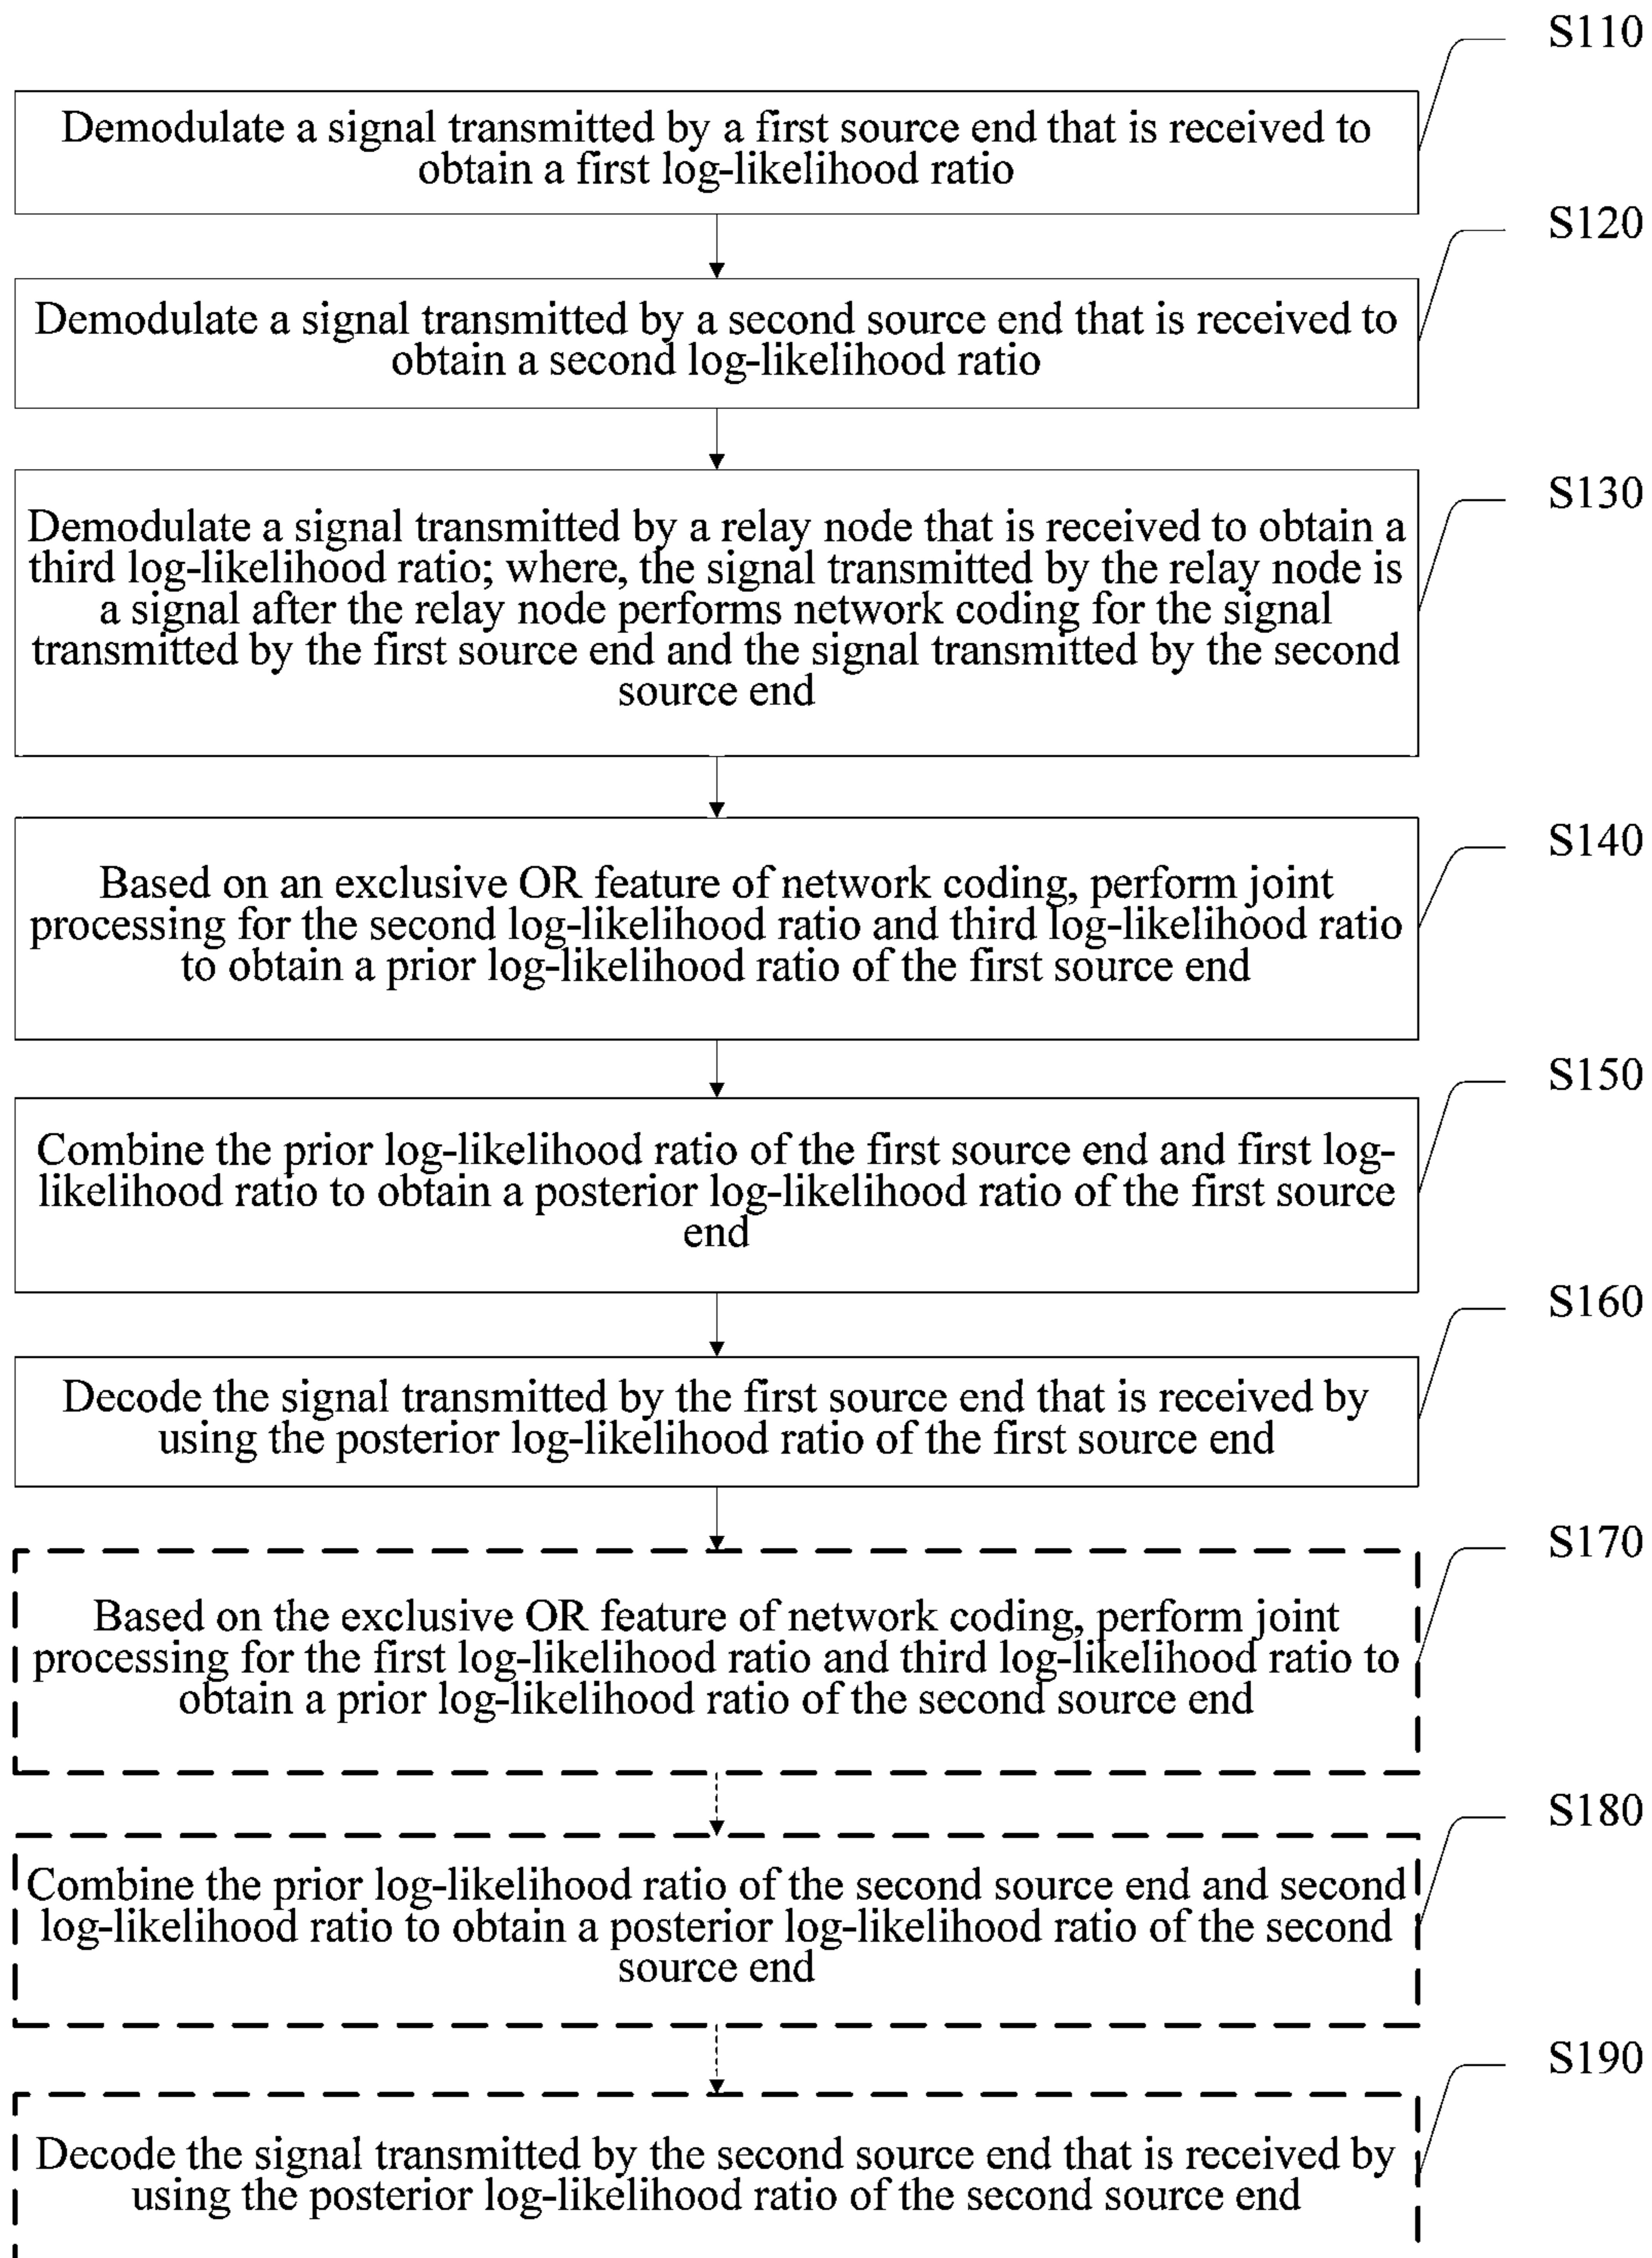 S110
Demodulate a signal transmitted by a first source end that is received to
obtain a first log-likelihood ratio
S120
Demodulate a signal transmitted by a second source end that is received to
obtain a second log-likelihood ratio
S130
Demodulate a signal transmitted by a relay node that is received to obtain a
third log-likelihood ratio; where, the signal transmitted by the relay node is
a signal after the relay node performs network coding for the signal
transmitted by the first source end and the signal transmitted by the second
source end
S140
Based on an exclusive OR feature of network coding, perform joint
processing for the second log-likelihood ratio and third log-likelihood ratio
to obtain a prior log-likelihood ratio of the first source end
S150
Combine the prior log-likelihood ratio of the first source end and first log-
likelihood ratio to obtain a posterior log-likelihood ratio of the first source
end
S160
Decode the signal transmitted by the first source end that is received by
using the posterior log-likelihood ratio of the first source end
S170
Based on the exclusive OR feature of network coding, perform joint
processing for the first log-likelihood ratio and third log-likelihood ratio to
obtain a prior log-likelihood ratio of the second source end
S180
Combine the prior log-likelihood ratio of the second source end and second
log-likelihood ratio to obtain a posterior log-likelihood ratio of the second
source end
S190
Decode the signal transmitted by the second source end that is received by
using the posterior log-likelihood ratio of the second source end